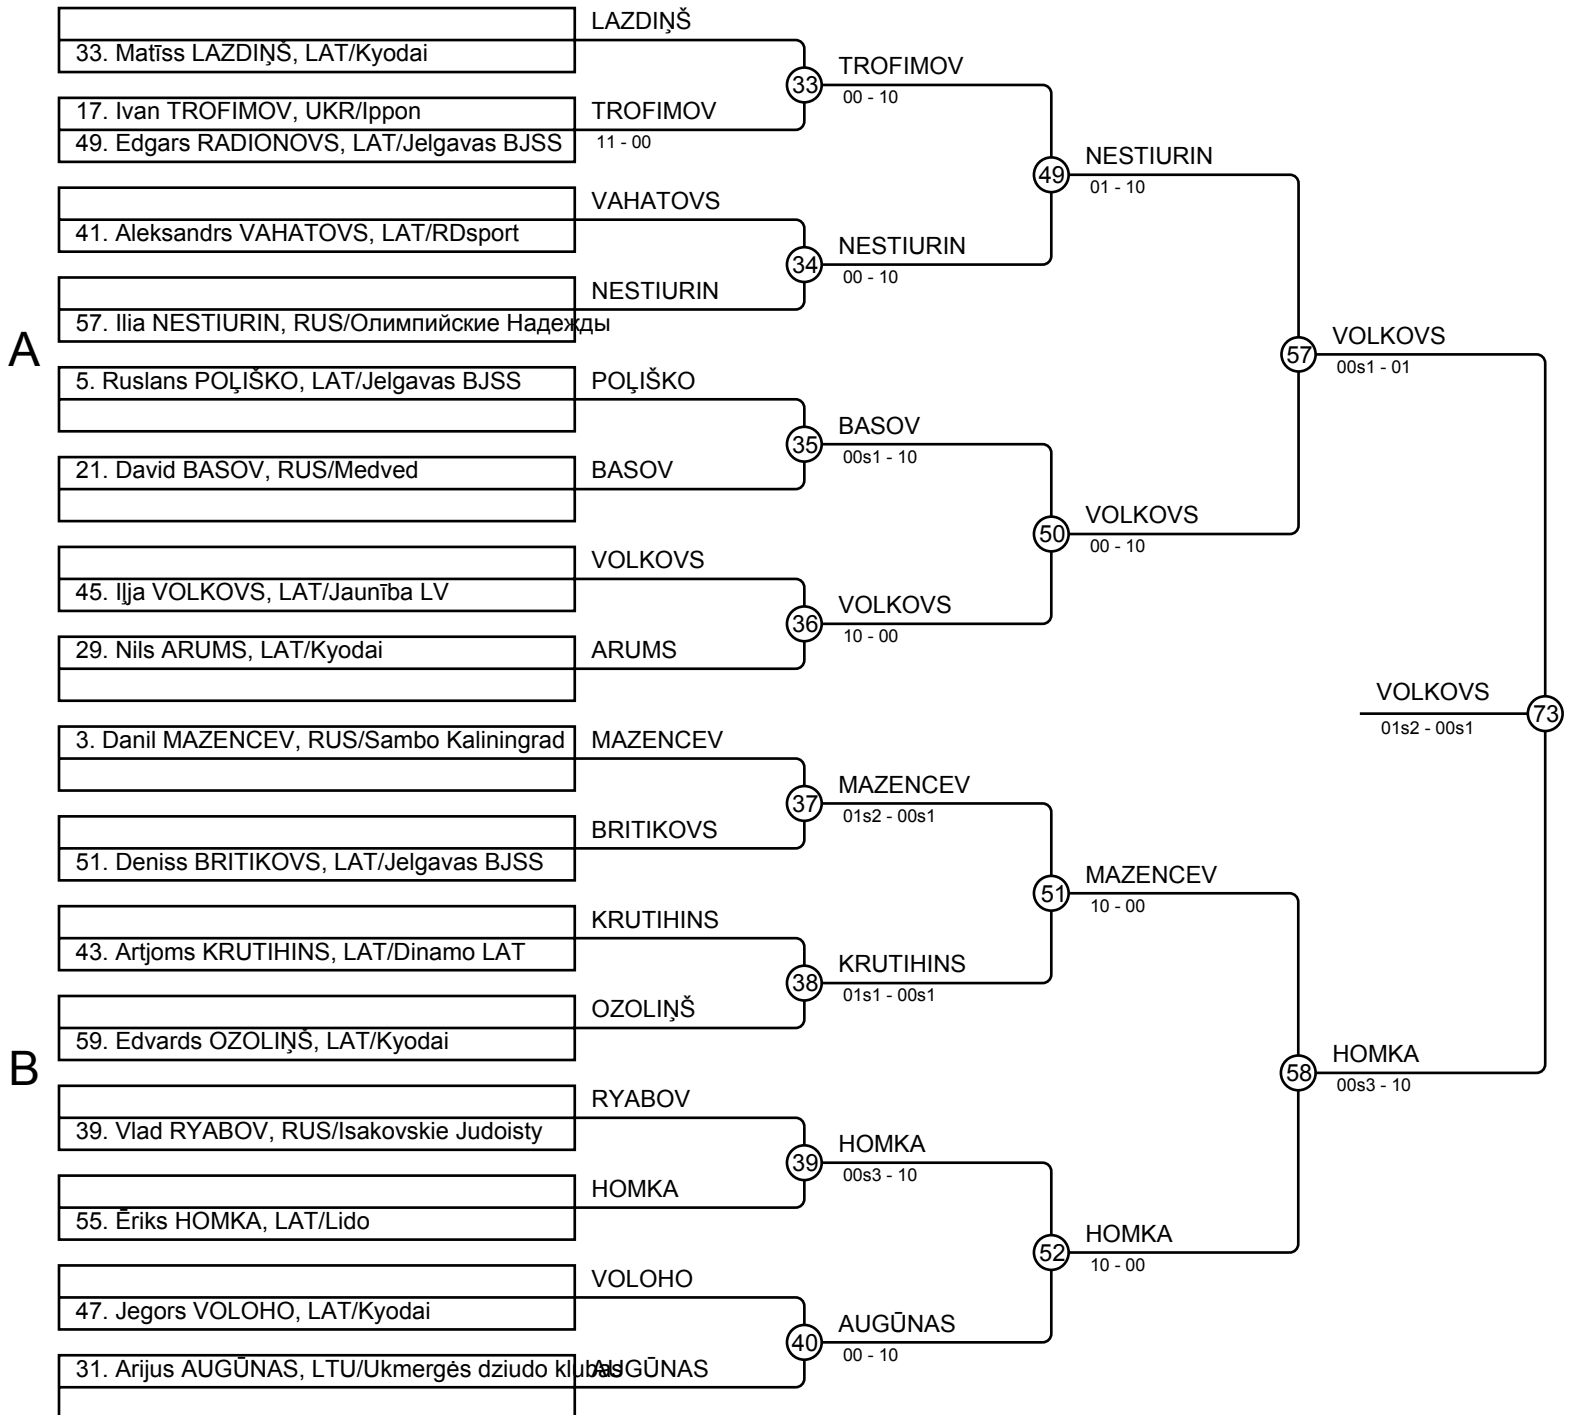 LAZDIŅŠ
33. Matīss LAZDIŅŠ, LAT/Kyodai
33
TROFIMOV
00 - 10
17. Ivan TROFIMOV, UKR/Ippon
TROFIMOV
49. Edgars RADIONOVS, LAT/Jelgavas BJSS
11 - 00
49
NESTIURIN
01 - 10
VAHATOVS
41. Aleksandrs VAHATOVS, LAT/RDsport
34
NESTIURIN
00 - 10
NESTIURIN
57. Ilia NESTIURIN, RUS/Олимпийские Надежды
A
57
VOLKOVS
00s1 - 01
5. Ruslans POĻIŠKO, LAT/Jelgavas BJSS
POĻIŠKO
35
BASOV
00s1 - 10
21. David BASOV, RUS/Medved
BASOV
50
VOLKOVS
00 - 10
VOLKOVS
45. Iļja VOLKOVS, LAT/Jaunība LV
36
VOLKOVS
10 - 00
29. Nils ARUMS, LAT/Kyodai
ARUMS
VOLKOVS
73
01s2 - 00s1
3. Danil MAZENCEV, RUS/Sambo Kaliningrad
MAZENCEV
37
MAZENCEV
01s2 - 00s1
BRITIKOVS
51. Deniss BRITIKOVS, LAT/Jelgavas BJSS
51
MAZENCEV
10 - 00
KRUTIHINS
43. Artjoms KRUTIHINS, LAT/Dinamo LAT
38
KRUTIHINS
01s1 - 00s1
OZOLIŅŠ
59. Edvards OZOLIŅŠ, LAT/Kyodai
B
58
HOMKA
00s3 - 10
RYABOV
39. Vlad RYABOV, RUS/Isakovskie Judoisty
39
HOMKA
00s3 - 10
HOMKA
55. Ēriks HOMKA, LAT/Lido
52
HOMKA
10 - 00
VOLOHO
47. Jegors VOLOHO, LAT/Kyodai
40
AUGŪNAS
00 - 10
31. Arijus AUGŪNAS, LTU/Ukmergės dziudo klubas
AUGŪNAS